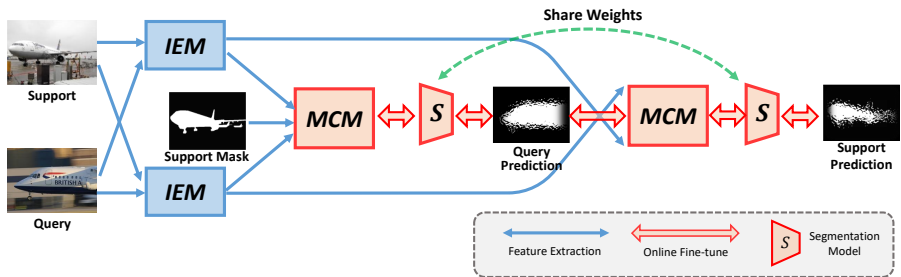 Share Weights
IEM
Support
Support Mask
MCM
S
Query
Prediction
MCM
S
Support
Prediction
BRITISH
Query
IEM
Feature Extraction
Online Fine-tune
S
Segmentation
Model